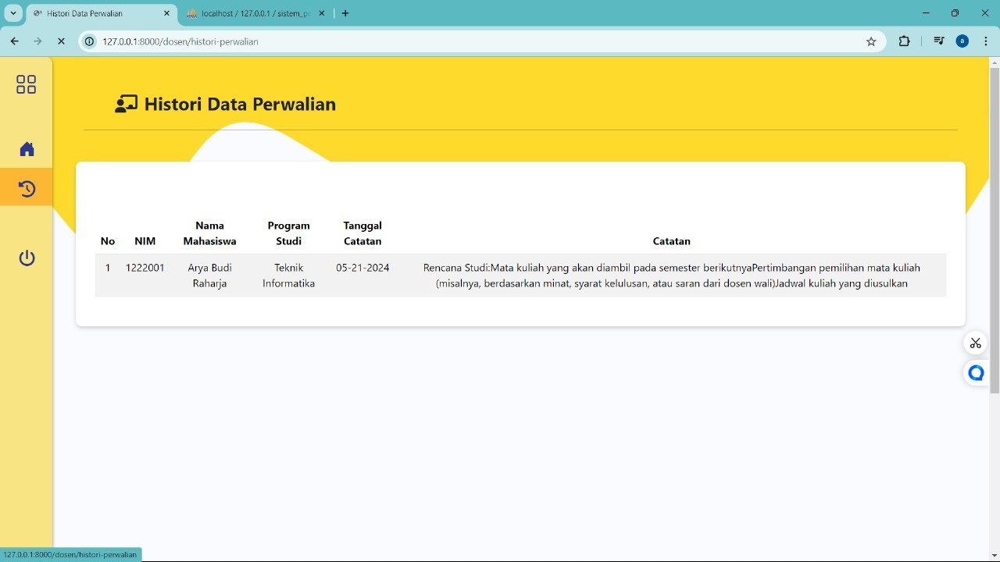 Histori Data Perwalian
localhost / 127.0.0.1 / sistem_pe
127.0.0.1:8000/dosen/histori-perwalian
a
Histori Data Perwalian
No NIM Nama Mahasiswa Program Studi Tanggal Catatan Catatan
1 1222001 Arya Budi Raharja Teknik Informatika 05-21-2024 Rencana Studi:Mata kuliah yang akan diambil pada semester berikutnyaPertimbangan pemilihan mata kuliah
(misalnya, berdasarkan minat, syarat kelulusan, atau saran dari dosen wali)Jadwal kuliah yang diusulkan
127.0.0.1:8000/dosen/histori-perwalian